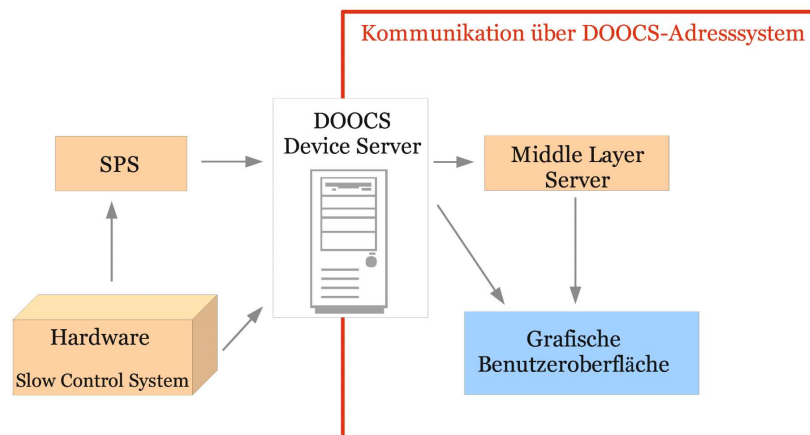 Kommunikation über DOOCS-Adresssystem
DOOCS
Device Server
SPS
Middle Layer
Server
Hardware
Slow Control System
Grafische
Benutzeroberfläche